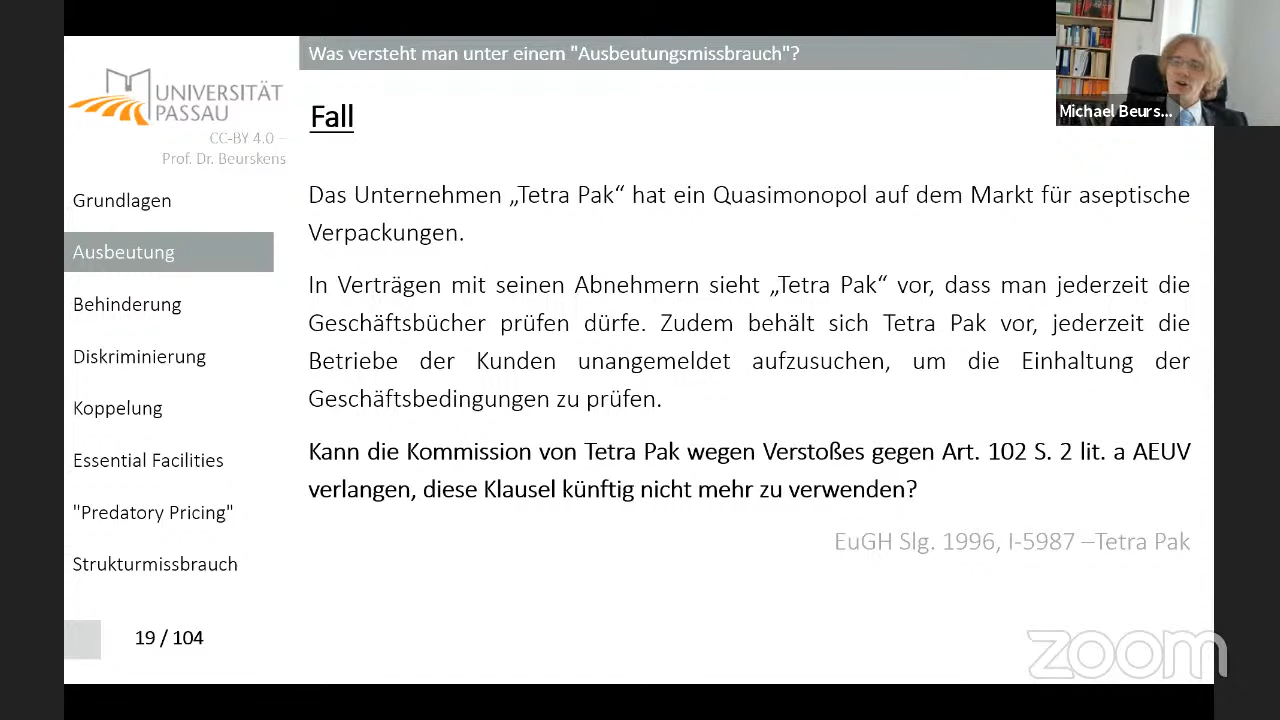 Was versteht man unter einem "Ausbeutungsmissbrauch"?
UNIVERSITÄT
PASSAU
CC-BY 4.0 –
Prof. Dr. Beurskens
Grundlagen
Ausbeutung
Behinderung
Diskriminierung
Koppelung
Essential Facilities
"Predatory Pricing"
Strukturmissbrauch
19 / 104
Fall
Das Unternehmen „Tetra Pak“ hat ein Quasimonopol auf dem Markt für aseptische
Verpackungen.
In Verträgen mit seinen Abnehmern sieht „Tetra Pak“ vor, dass man jederzeit die
Geschäftsbücher prüfen dürfe. Zudem behält sich Tetra Pak vor, jederzeit die
Betriebe der Kunden unangemeldet aufzusuchen, um die Einhaltung der
Geschäftsbedingungen zu prüfen.
Kann die Kommission von Tetra Pak wegen Verstoßes gegen Art. 102 S. 2 lit. a AEUV
verlangen, diese Klausel künftig nicht mehr zu verwenden?
EuGH Slg. 1996, I-5987 –Tetra Pak
Michael Beurs...
zoom